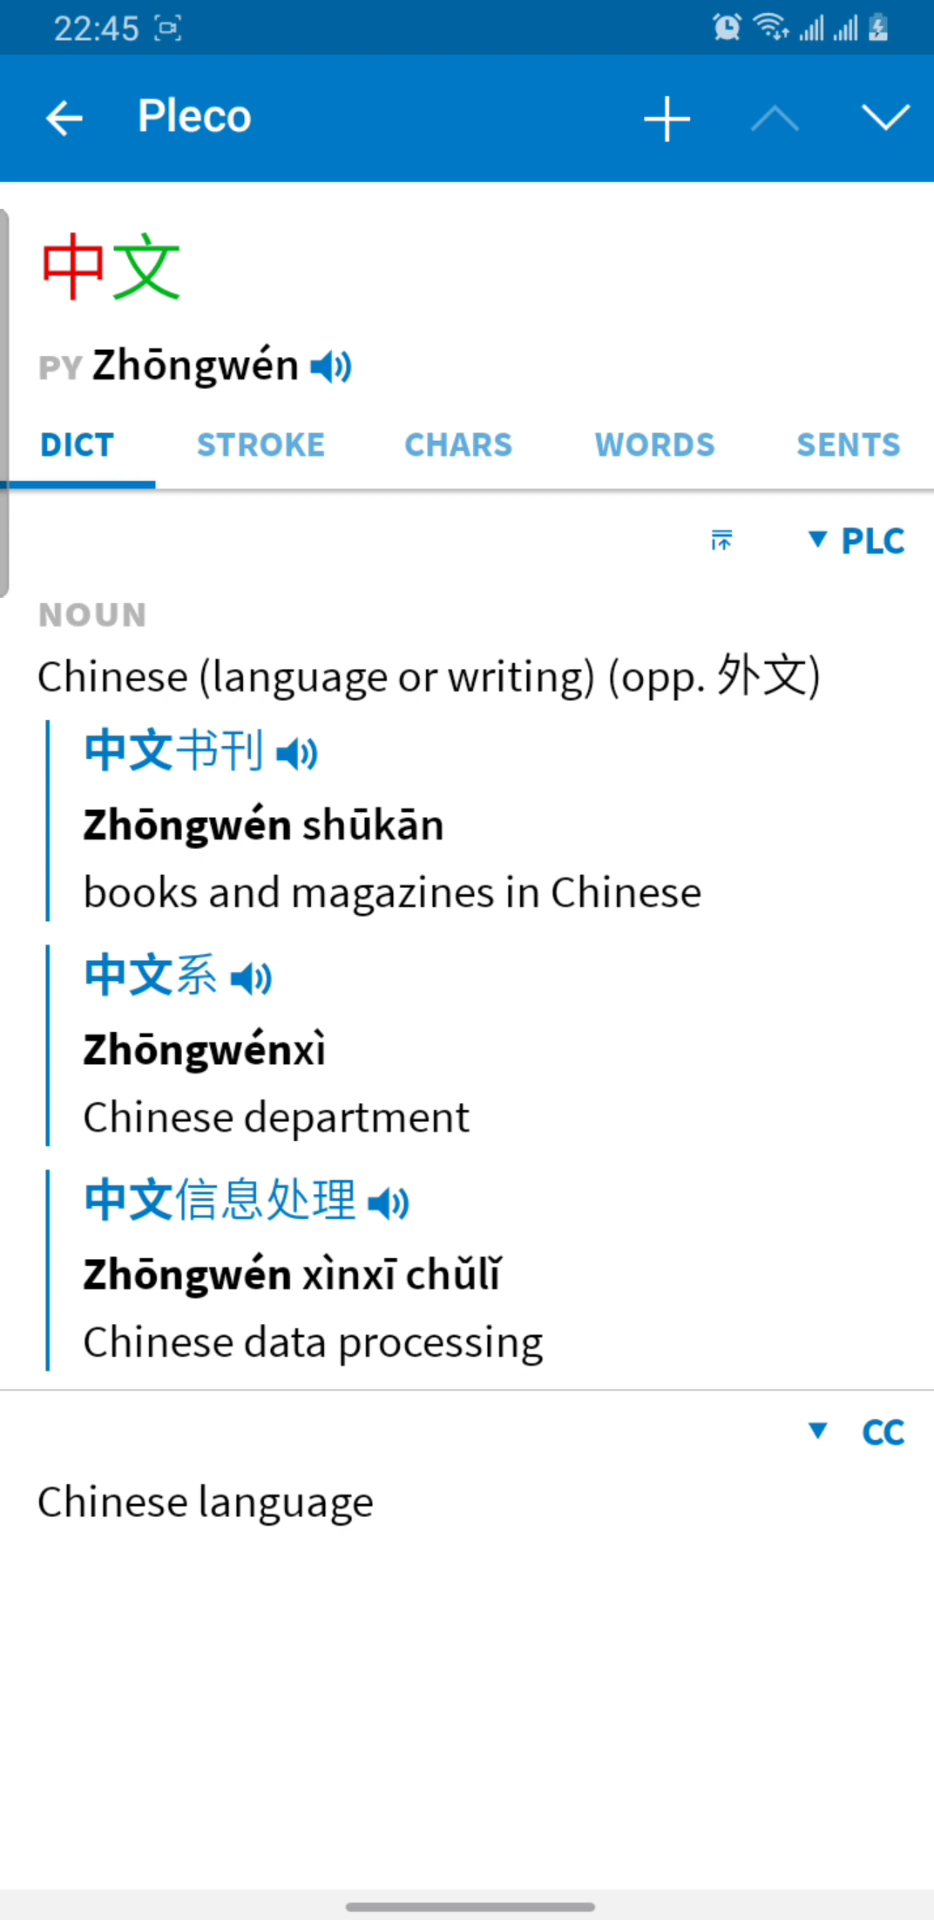 22:45
Pleco
中文
PY Zhōngwén
DICT STROKE CHARS WORDS SENTS
PLC
NOUN
Chinese (language or writing) (opp. 外文)
中文书刊
Zhōngwén shūkān
books and magazines in Chinese
中文系
Zhōngwénxì
Chinese department
中文信息处理
Zhōngwén xìnxī chǔlǐ
Chinese data processing
CC
Chinese language